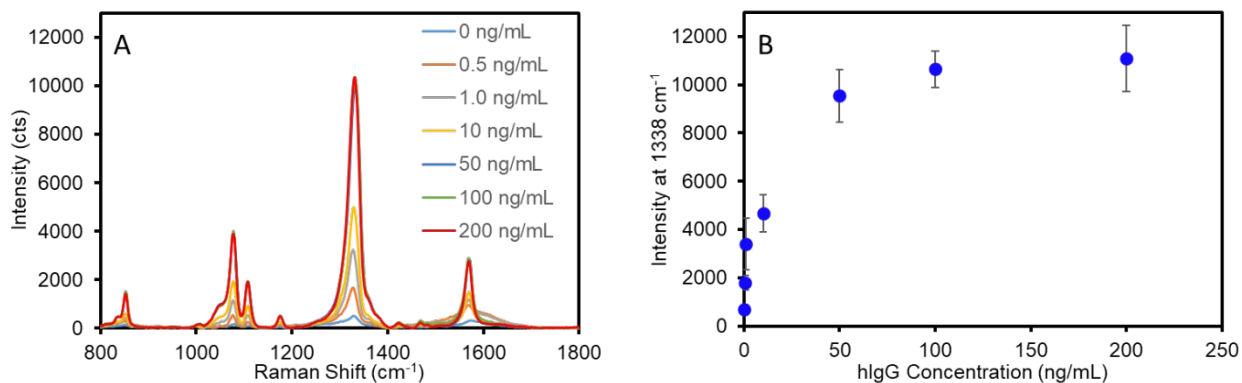 A
12000
10000
8000
6000
4000
2000
0
Intensity (cts)
800
1000
1200
1400
1600
1800
Raman Shift (cm⁻¹)
0 ng/mL
0.5 ng/mL
1.0 ng/mL
10 ng/mL
50 ng/mL
100 ng/mL
200 ng/mL
B
12000
10000
8000
6000
4000
2000
0
Intensity at 1338 cm⁻¹
0
50
100
150
200
250
hIgG Concentration (ng/mL)